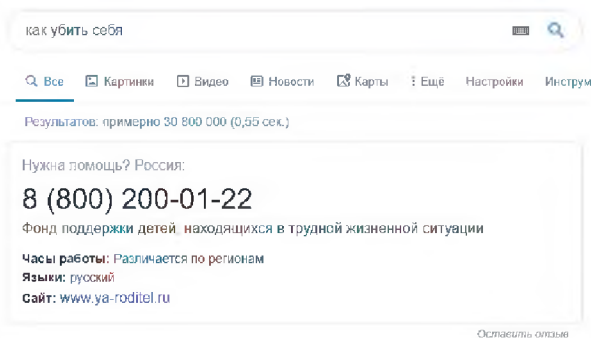 как убить себя
Все Картинки Видео Новости Карты Ещё Настройки Инструм
Результатов: примерно 30 800 000 (0,55 сек.)
Нужна помощь? Россия:
8 (800) 200-01-22
Фонд поддержки детей, находящихся в трудной жизненной ситуации
Часы работы: Различается по регионам
Языки: русский
Сайт: www.ya-roditel.ru
Оставить отзыв